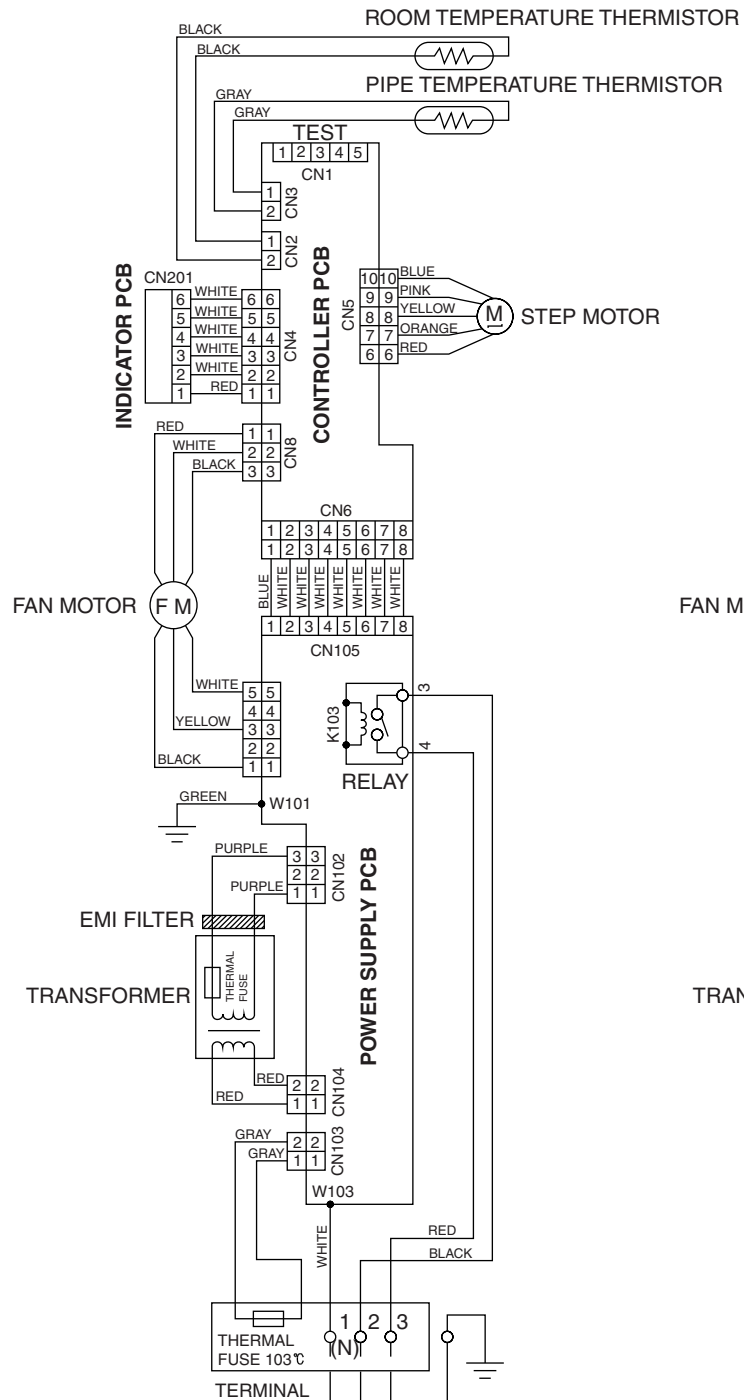 ROOM TEMPERATURE THERMISTOR
BLACK
BLACK
PIPE TEMPERATURE THERMISTOR
GRAY
GRAY
TEST
1 2 3 4 5
CN1
1
2
CN3
1
2
CN2
CONTROLLER PCB
INDICATOR PCB
CN201
6 WHITE 6 6
5 WHITE 5 5
4 WHITE 4 4
3 WHITE 3 3
2 WHITE 2 2
1 RED 1 1
CN4
CN5
10 10 BLUE
9 9 PINK
8 8 YELLOW
7 7 ORANGE
6 6 RED
M
STEP MOTOR
RED 1 1
WHITE 2 2
BLACK 3 3
CN8
CN6
1 2 3 4 5 6 7 8
1 2 3 4 5 6 7 8
BLUE WHITE WHITE WHITE WHITE WHITE WHITE WHITE
1 2 3 4 5 6 7 8
CN105
FAN MOTOR
F M
FAN M
WHITE 5 5
4 4
YELLOW 3 3
2 2
BLACK 1 1
K103
3
4
RELAY
GREEN
W101
PURPLE 3 3
2 2
PURPLE 1 1
CN102
POWER SUPPLY PCB
EMI FILTER
TRANSFORMER
THERMAL
FUSE
TRAN
RED 2 2
RED 1 1
CN104
GRAY 2 2
GRAY 1 1
CN103
W103
WHITE
RED
BLACK
1 2 3
(N)
THERMAL
FUSE 103℃
TERMINAL